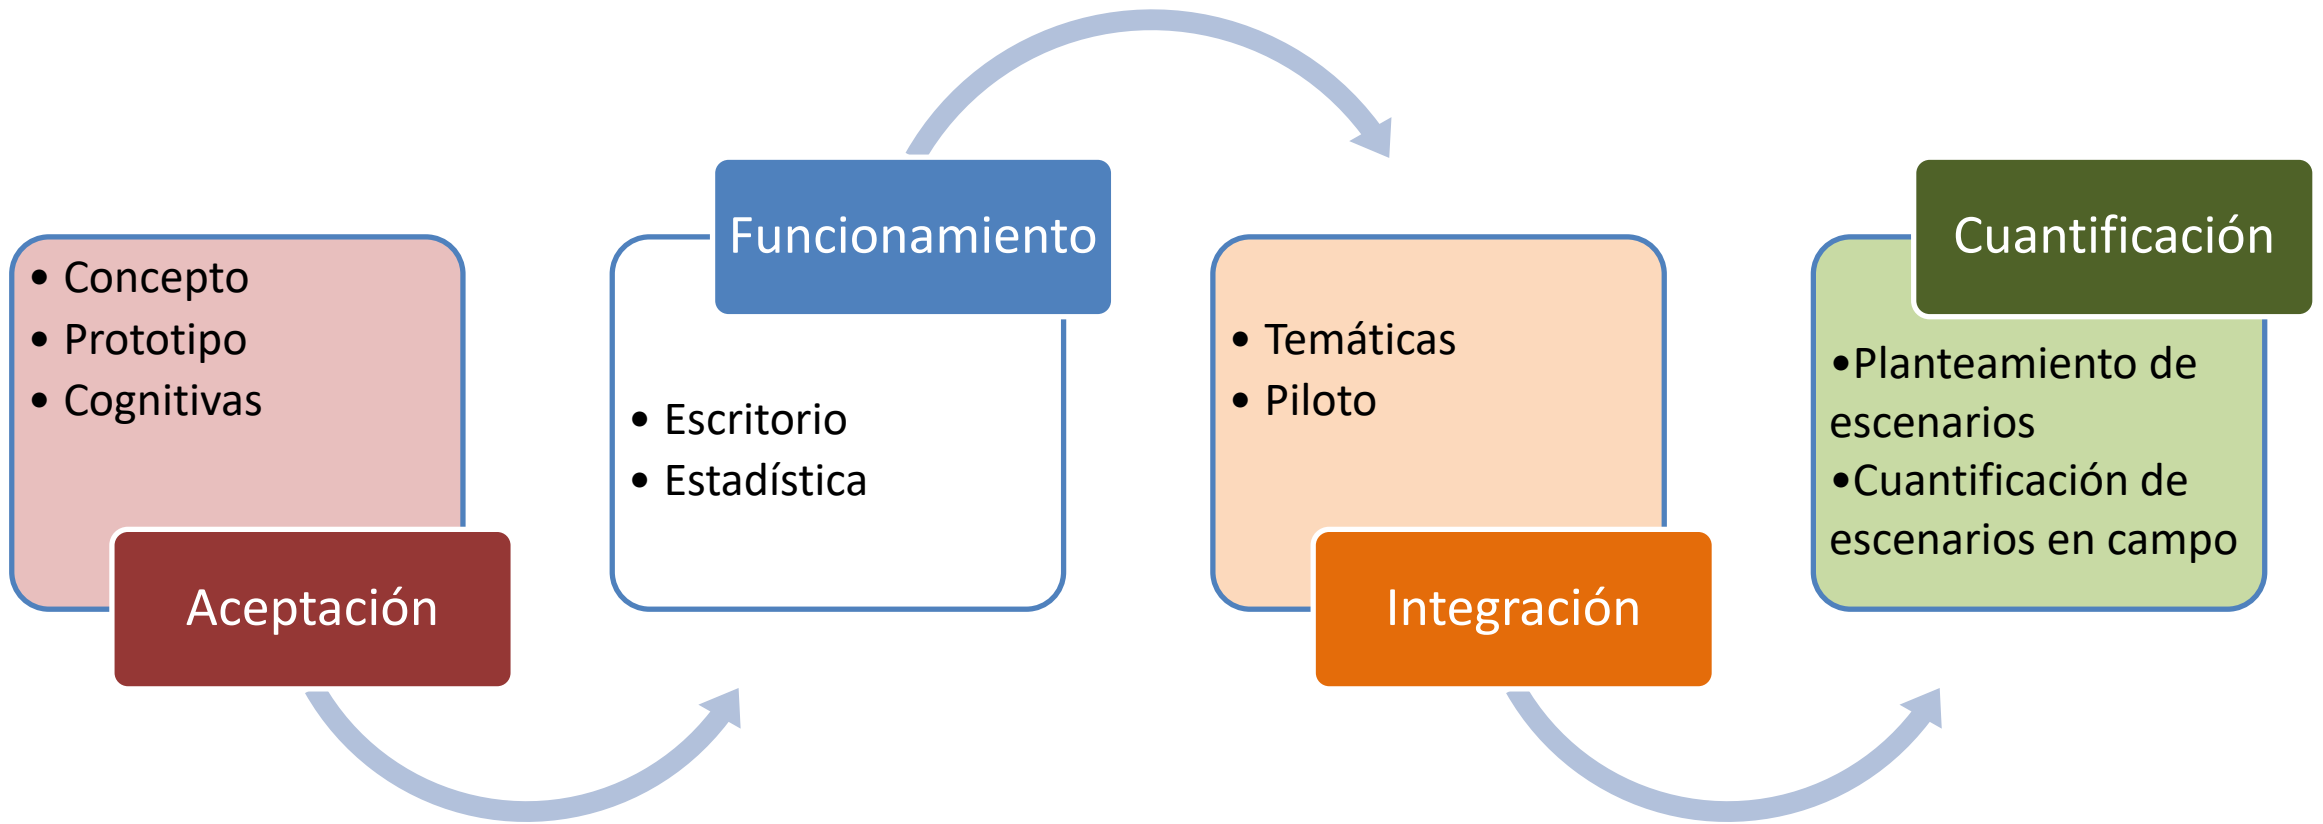 • Concepto
• Prototipo
• Cognitivas
Aceptación
Funcionamiento
• Escritorio
• Estadística
• Temáticas
• Piloto
Integración
Cuantificación
•Planteamiento de
escenarios
•Cuantificación de
escenarios en campo